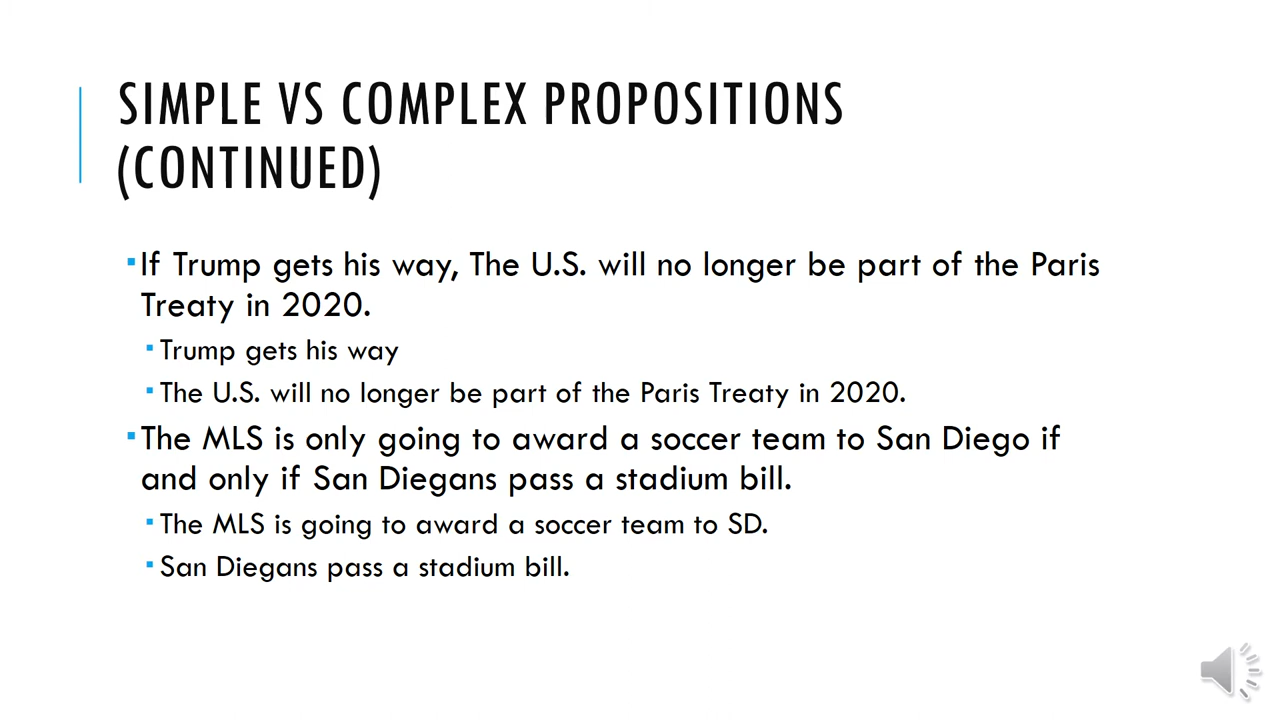 SIMPLE VS COMPLEX PROPOSITIONS
(CONTINUED)
If Trump gets his way, The U.S. will no longer be part of the Paris
Treaty in 2020.
Trump gets his way
The U.S. will no longer be part of the Paris Treaty in 2020.
The MLS is only going to award a soccer team to San Diego if
and only if San Diegans pass a stadium bill.
The MLS is going to award a soccer team to SD.
San Diegans pass a stadium bill.